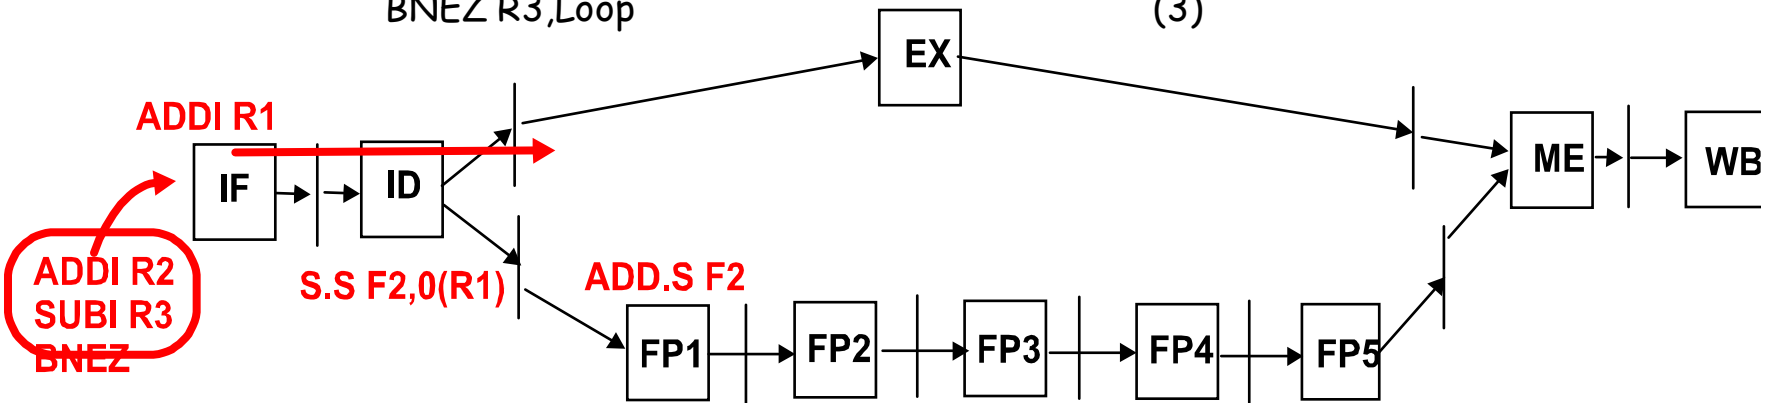 BNEZ R3,Loop (3)
EX
ADDI R1
IF
ID
ME
WB
ADDI R2
SUBI R3
BNEZ
S.S F2,0(R1)
ADD.S F2
FP1
FP2
FP3
FP4
FP5